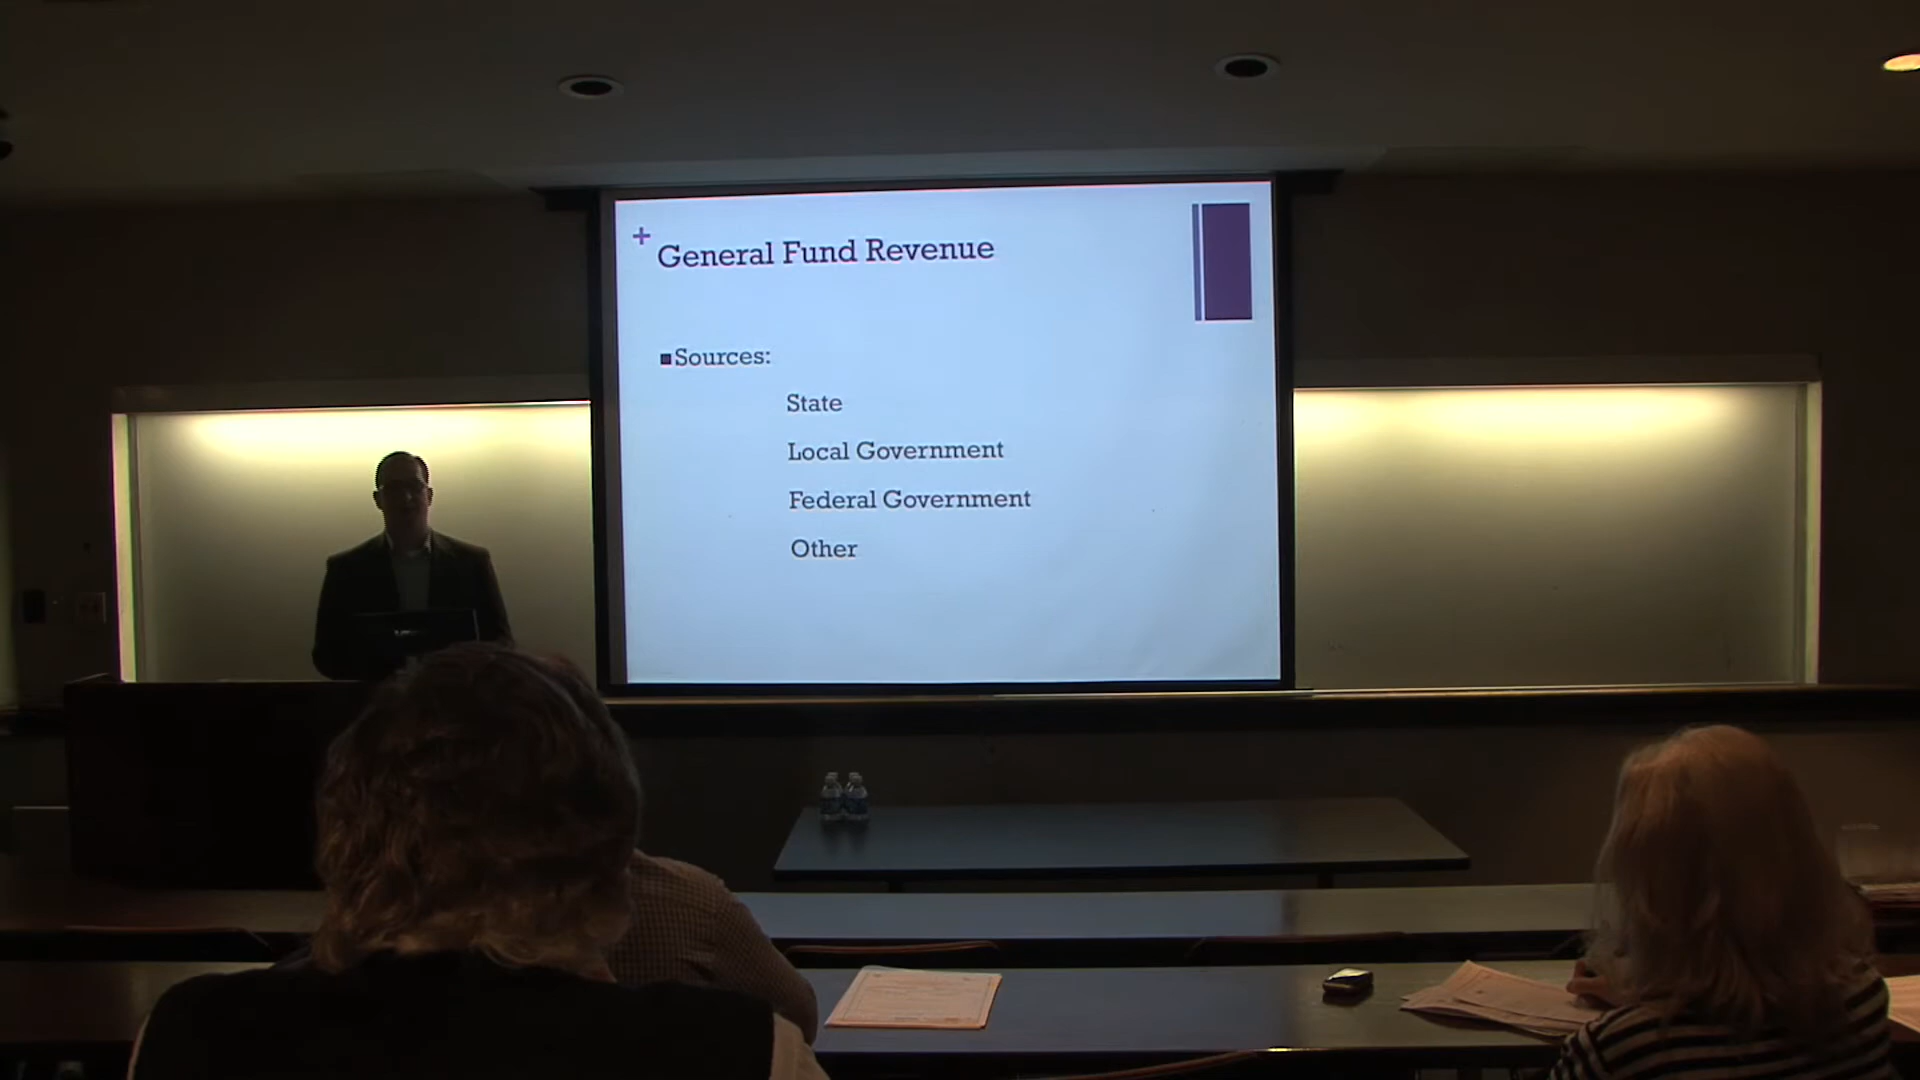 +
General Fund Revenue
Sources:
State
Local Government
Federal Government
Other